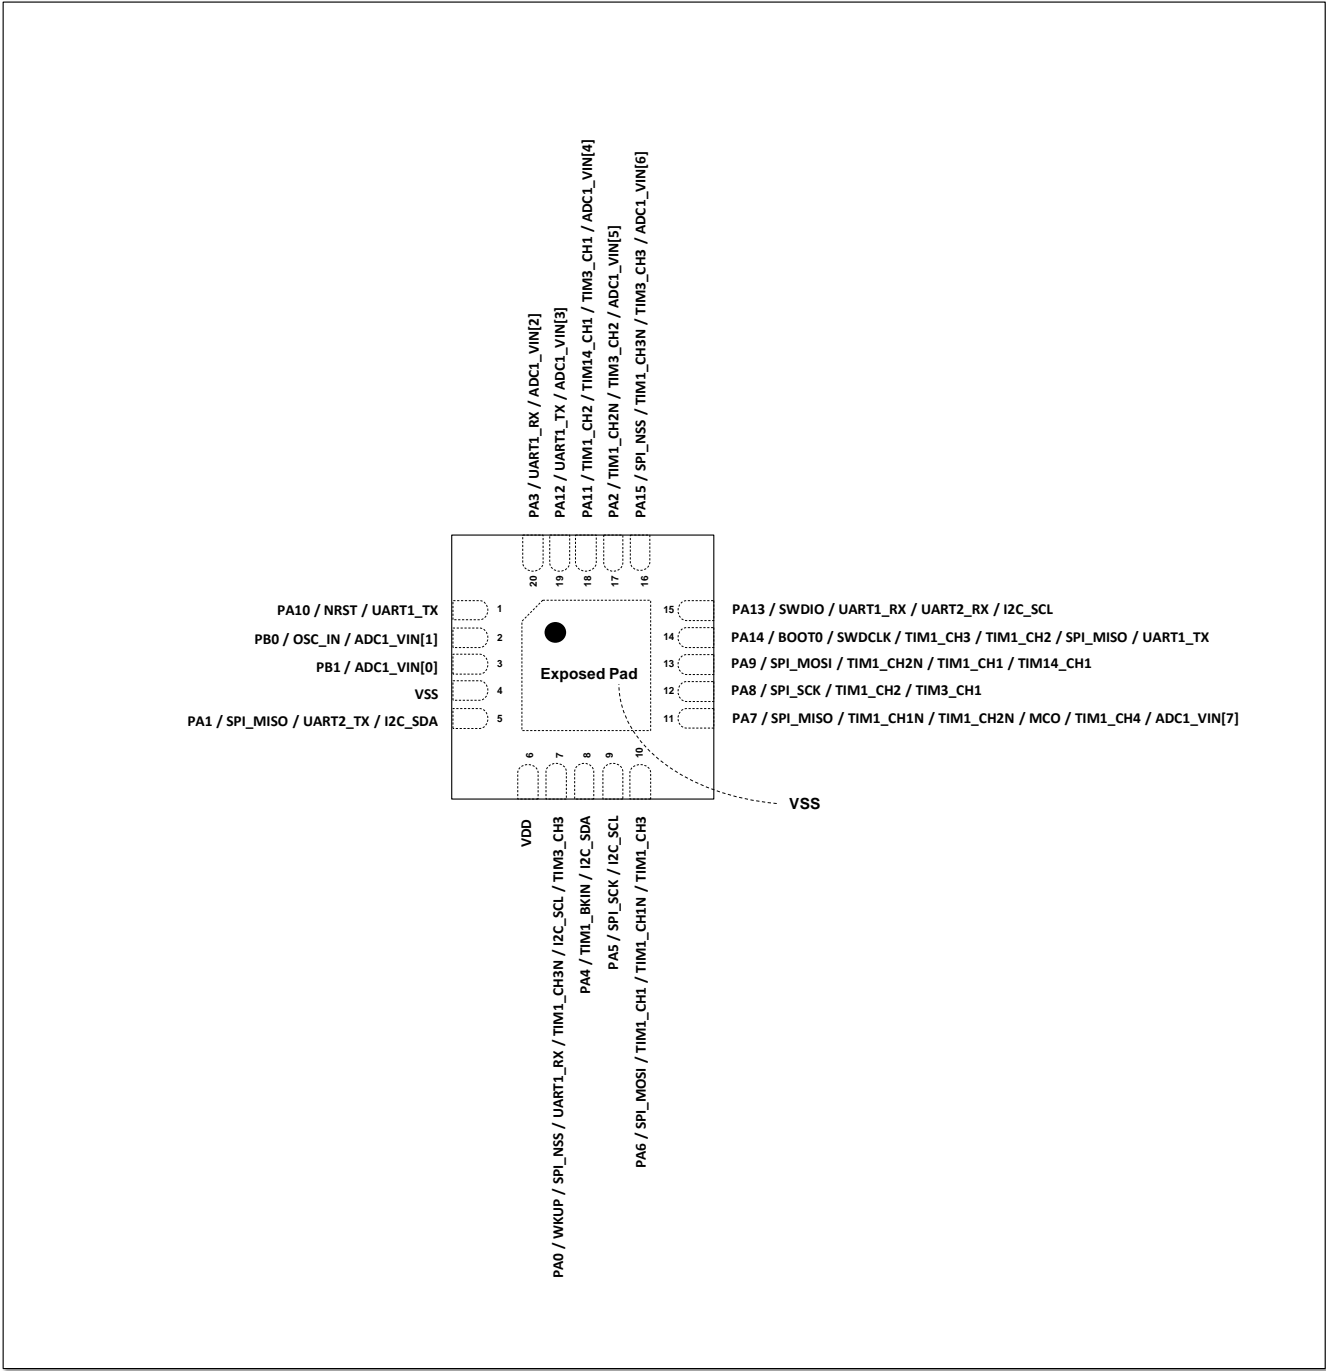 PA3 / UART1_RX / ADC1_VIN[2]
PA12 / UART1_TX / ADC1_VIN[3]
PA11 / TIM1_CH2 / TIM14_CH1 / TIM3_CH1 / ADC1_VIN[4]
PA2 / TIM1_CH2N / TIM3_CH2 / ADC1_VIN[5]
PA15 / SPI_NSS / TIM1_CH3N / TIM3_CH3 / ADC1_VIN[6]
20
19
18
17
16
PA10 / NRST / UART1_TX
1
PB0 / OSC_IN / ADC1_VIN[1]
2
PB1 / ADC1_VIN[0]
3
VSS
4
PA1 / SPI_MISO / UART2_TX / I2C_SDA
5
Exposed Pad
15
PA13 / SWDIO / UART1_RX / UART2_RX / I2C_SCL
14
PA14 / BOOT0 / SWDCLK / TIM1_CH3 / TIM1_CH2 / SPI_MISO / UART1_TX
13
PA9 / SPI_MOSI / TIM1_CH2N / TIM1_CH1 / TIM14_CH1
12
PA8 / SPI_SCK / TIM1_CH2 / TIM3_CH1
11
PA7 / SPI_MISO / TIM1_CH1N / TIM1_CH2N / MCO / TIM1_CH4 / ADC1_VIN[7]
6
7
8
9
10
VSS
VDD
PA0 / WKUP / SPI_NSS / UART1_RX / TIM1_CH3N / I2C_SCL / TIM3_CH3
PA4 / TIM1_BKIN / I2C_SDA
PA5 / SPI_SCK / I2C_SCL
PA6 / SPI_MOSI / TIM1_CH1 / TIM1_CH1N / TIM1_CH3